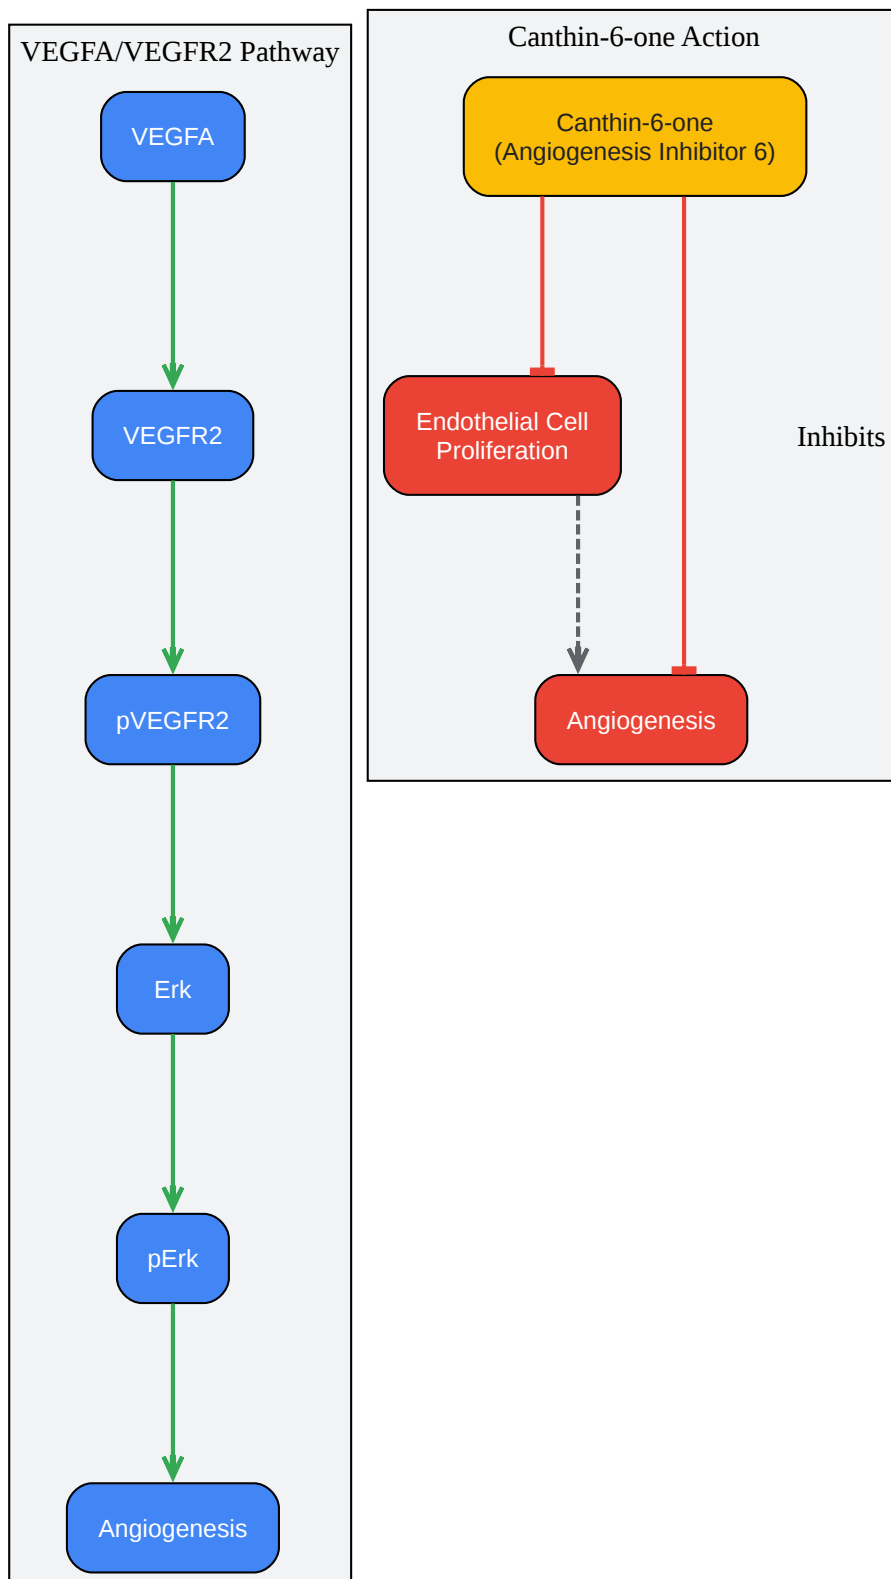 VEGFA/VEGFR2 Pathway
VEGFA
VEGFR2
pVEGFR2
Erk
pErk
Angiogenesis
Canthin-6-one Action
Canthin-6-one
(Angiogenesis Inhibitor 6)
Endothelial Cell
Proliferation
Inhibits
Angiogenesis